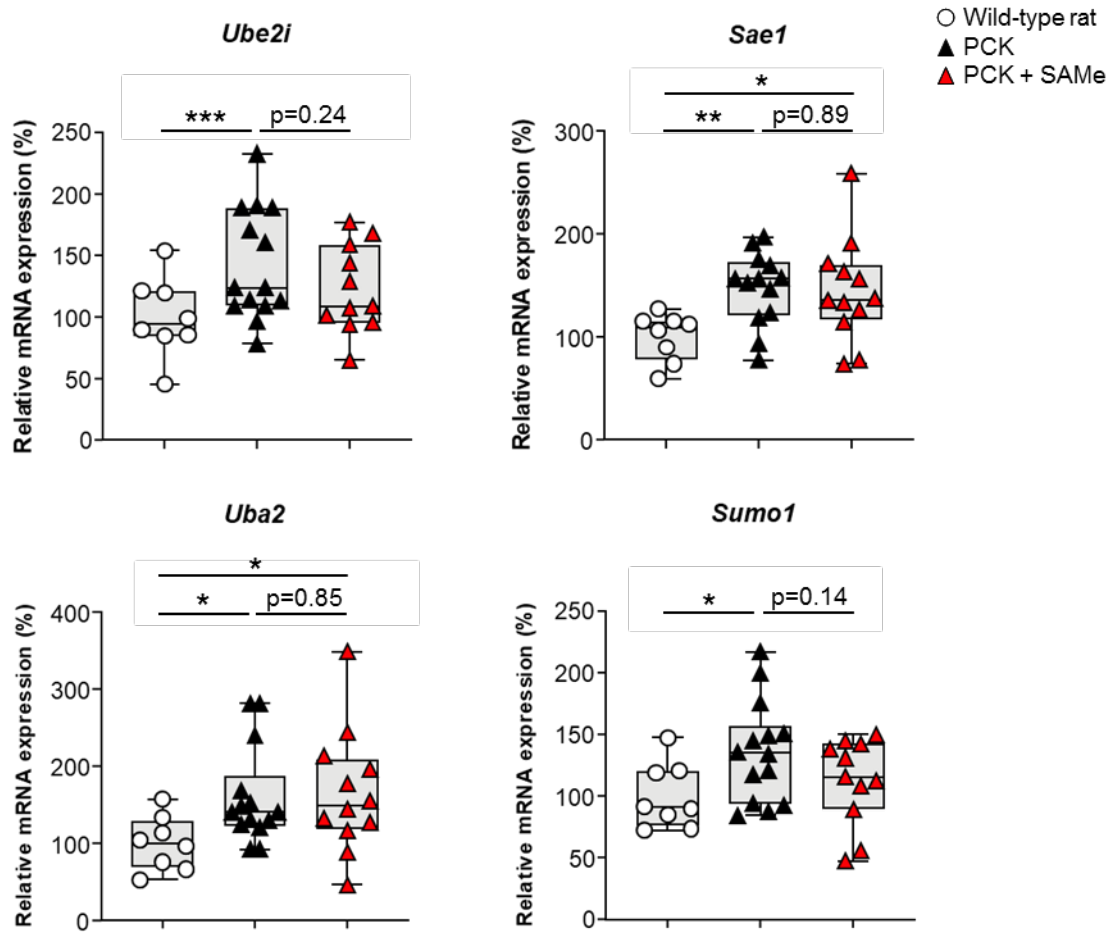 Wild-type rat
PCK
PCK + SAMe
Ube2i
***
p=0.24
Relative mRNA expression (%)
250
200
150
100
50
0
Sae1
*
**
p=0.89
Relative mRNA expression (%)
300
200
100
0
Uba2
*
*
p=0.85
Relative mRNA expression (%)
400
300
200
100
0
Sumo1
*
p=0.14
Relative mRNA expression (%)
250
200
150
100
50
0